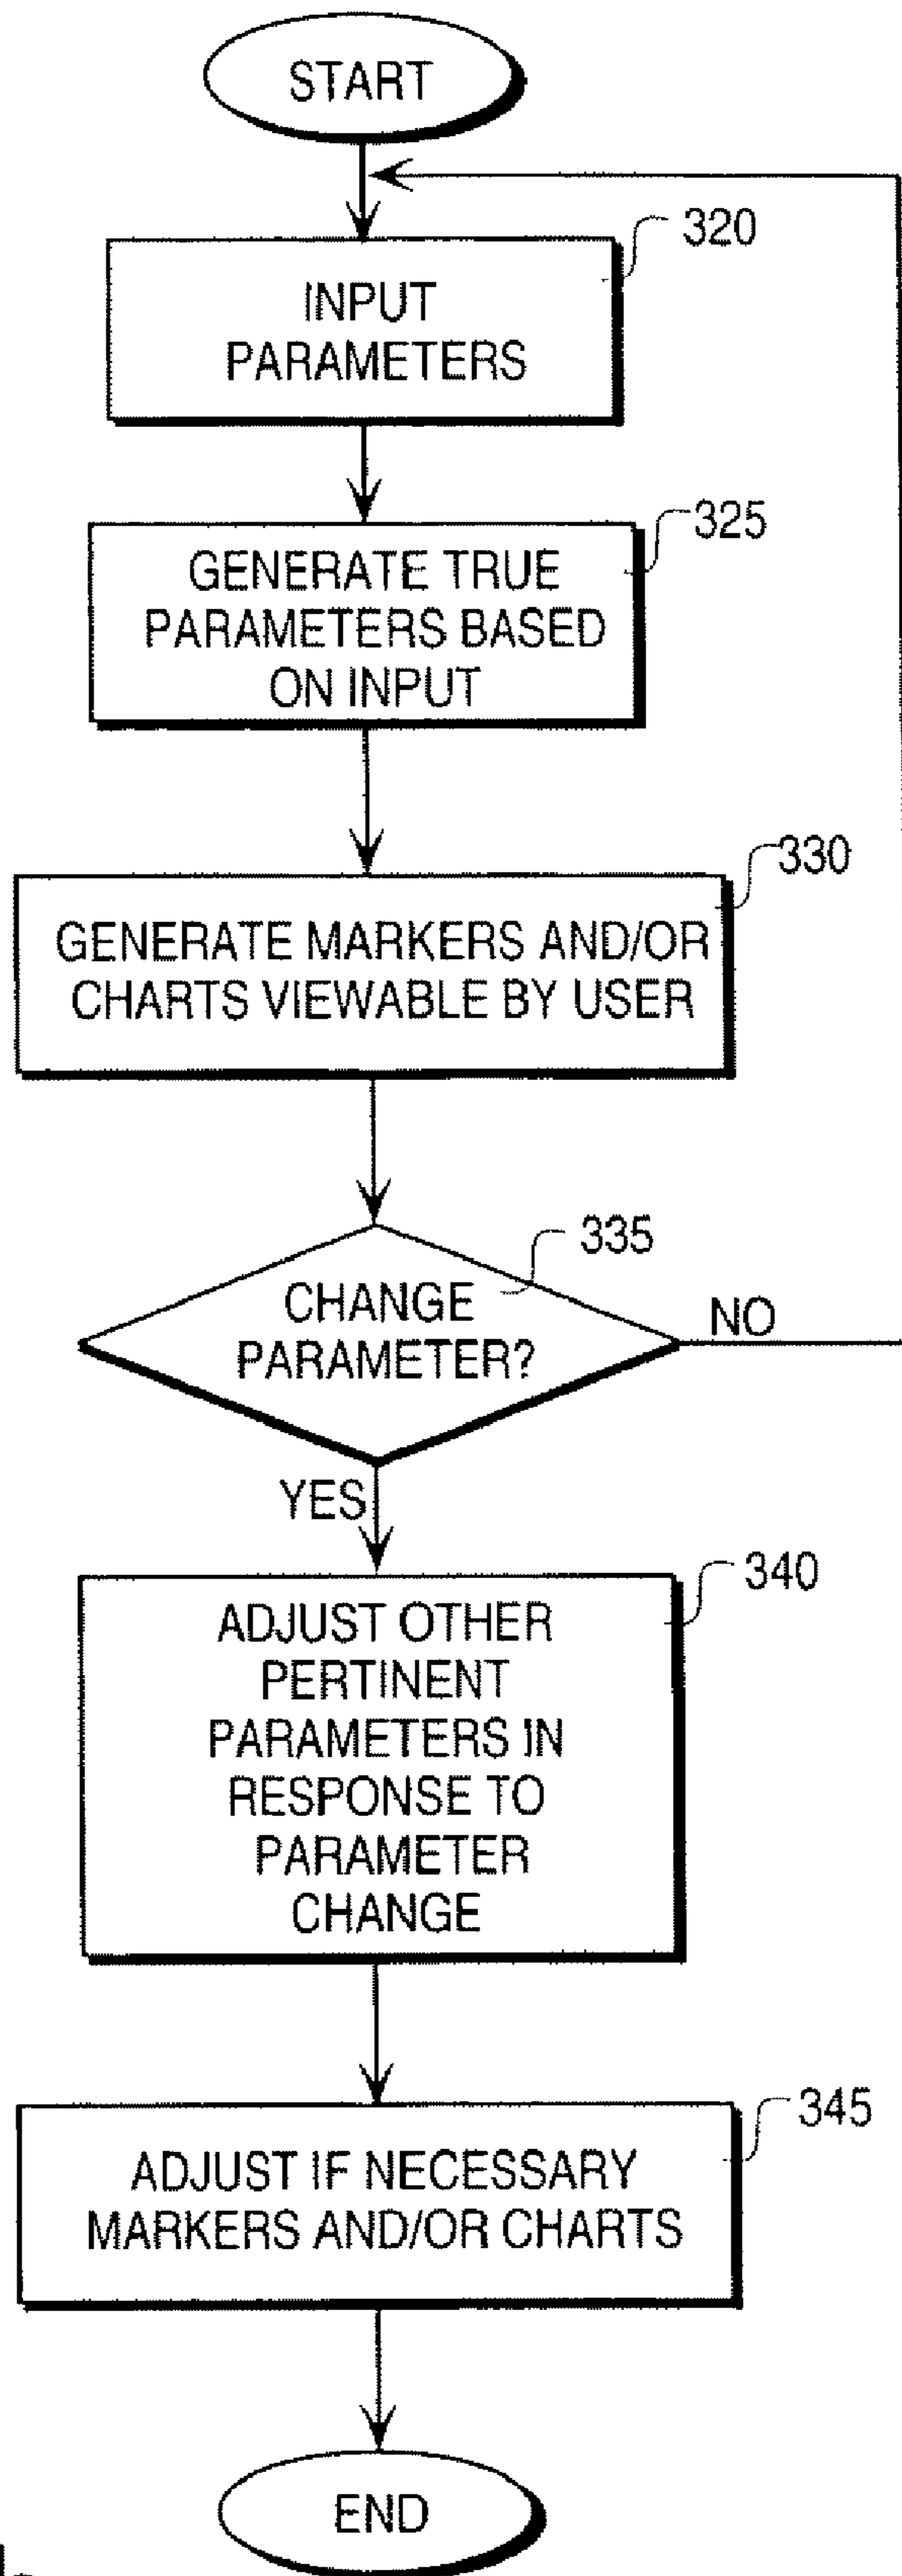 START
320
INPUT
PARAMETERS
325
GENERATE TRUE
PARAMETERS BASED
ON INPUT
330
GENERATE MARKERS AND/OR
CHARTS VIEWABLE BY USER
335
CHANGE
PARAMETER?
NO
YES
340
ADJUST OTHER
PERTINENT
PARAMETERS IN
RESPONSE TO
PARAMETER
CHANGE
345
ADJUST IF NECESSARY
MARKERS AND/OR CHARTS
END